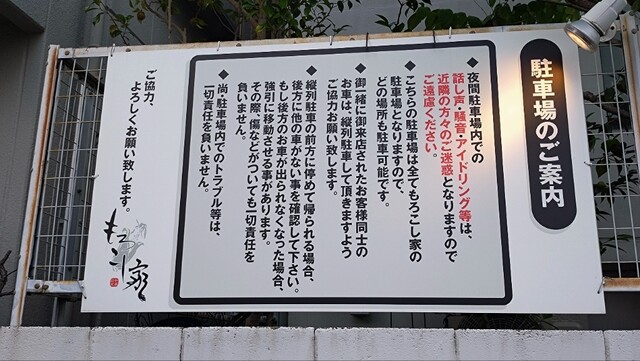 駐車場のご案内
◆夜間駐車場内での
話し声・騒音・アイドリング等は、
近隣の方々のご迷惑となりますので
ご遠慮ください。
◆こちらの駐車場は全てもろこし家の
駐車場となりますので、
どの場所も駐車可能です。
◆御一緒に御来店されたお客様同士の
お車は、縦列駐車して頂きますよう
ご協力お願い致します。
◆縦列駐車の前方に停めて帰られる場合、
後方に他の車がない事を確認して下さい。
もし後方のお車が出られなくなった場合、
強引に移動させる事があります。
その際、傷などがついても一切責任を
負いません。
◆尚、駐車場内でのトラブル等は、
一切責任を負いません。
ご協力、
よろしくお願い致します。
もろこし家